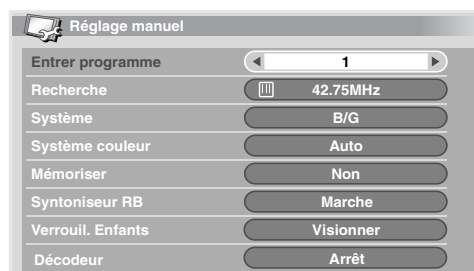 Réglage manuel
Entrer programme 1
Recherche 42.75MHz
Système B/G
Système couleur Auto
Mémoriser Non
Syntoniseur RB Marche
Verrouil. Enfants Visionner
Décodeur Arrêt